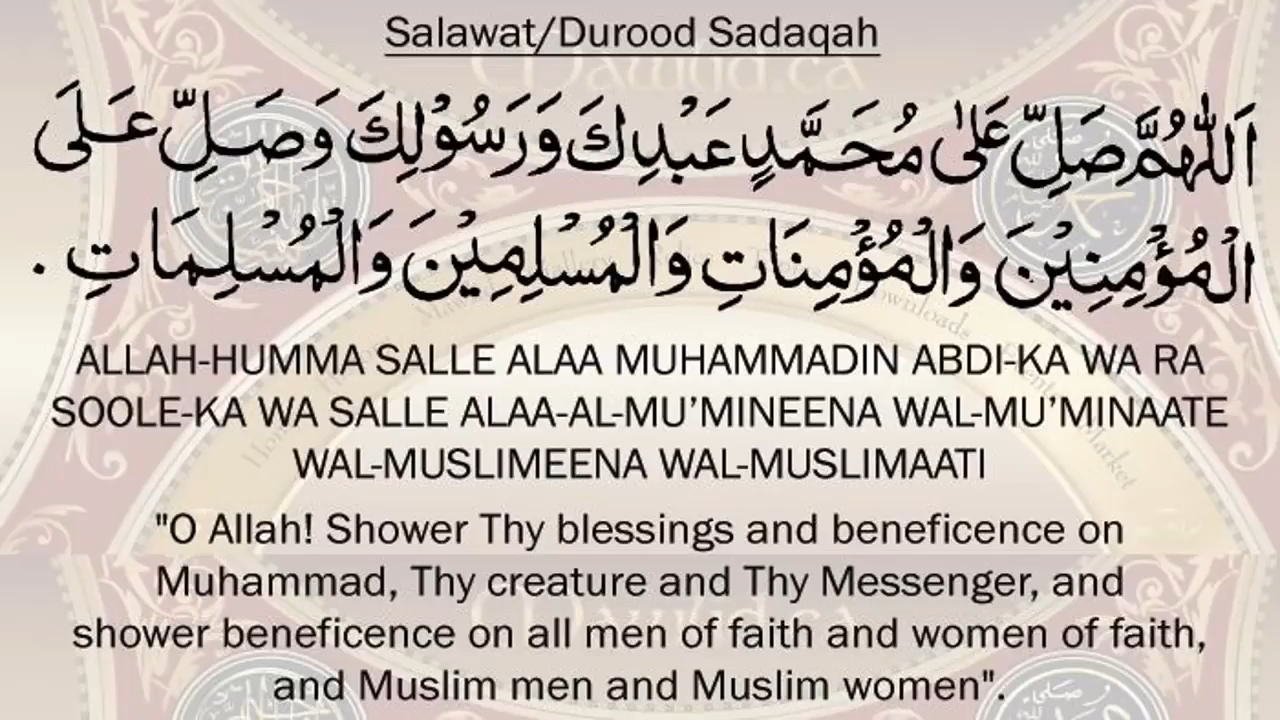 Salawat/Durood Sadaqah
اَللّٰهُمَّ صَلِّ عَلٰى مُحَمَّدٍ عَبْدِكَ وَرَسُوْلِكَ وَصَلِّ عَلَى
الْمُؤْمِنِيْنَ وَالْمُؤْمِنَاتِ وَالْمُسْلِمِيْنَ وَالْمُسْلِمَاتِ .
ALLAH-HUMMA SALLE ALAA MUHAMMADIN ABDI-KA WA RA
SOOLE-KA WA SALLE ALAA-AL-MU’MINEENA WAL-MU’MINAATE
WAL-MUSLIMEENA WAL-MUSLIMAATI
"O Allah! Shower Thy blessings and beneficence on
Muhammad, Thy creature and Thy Messenger, and
shower beneficence on all men of faith and women of faith,
and Muslim men and Muslim women".